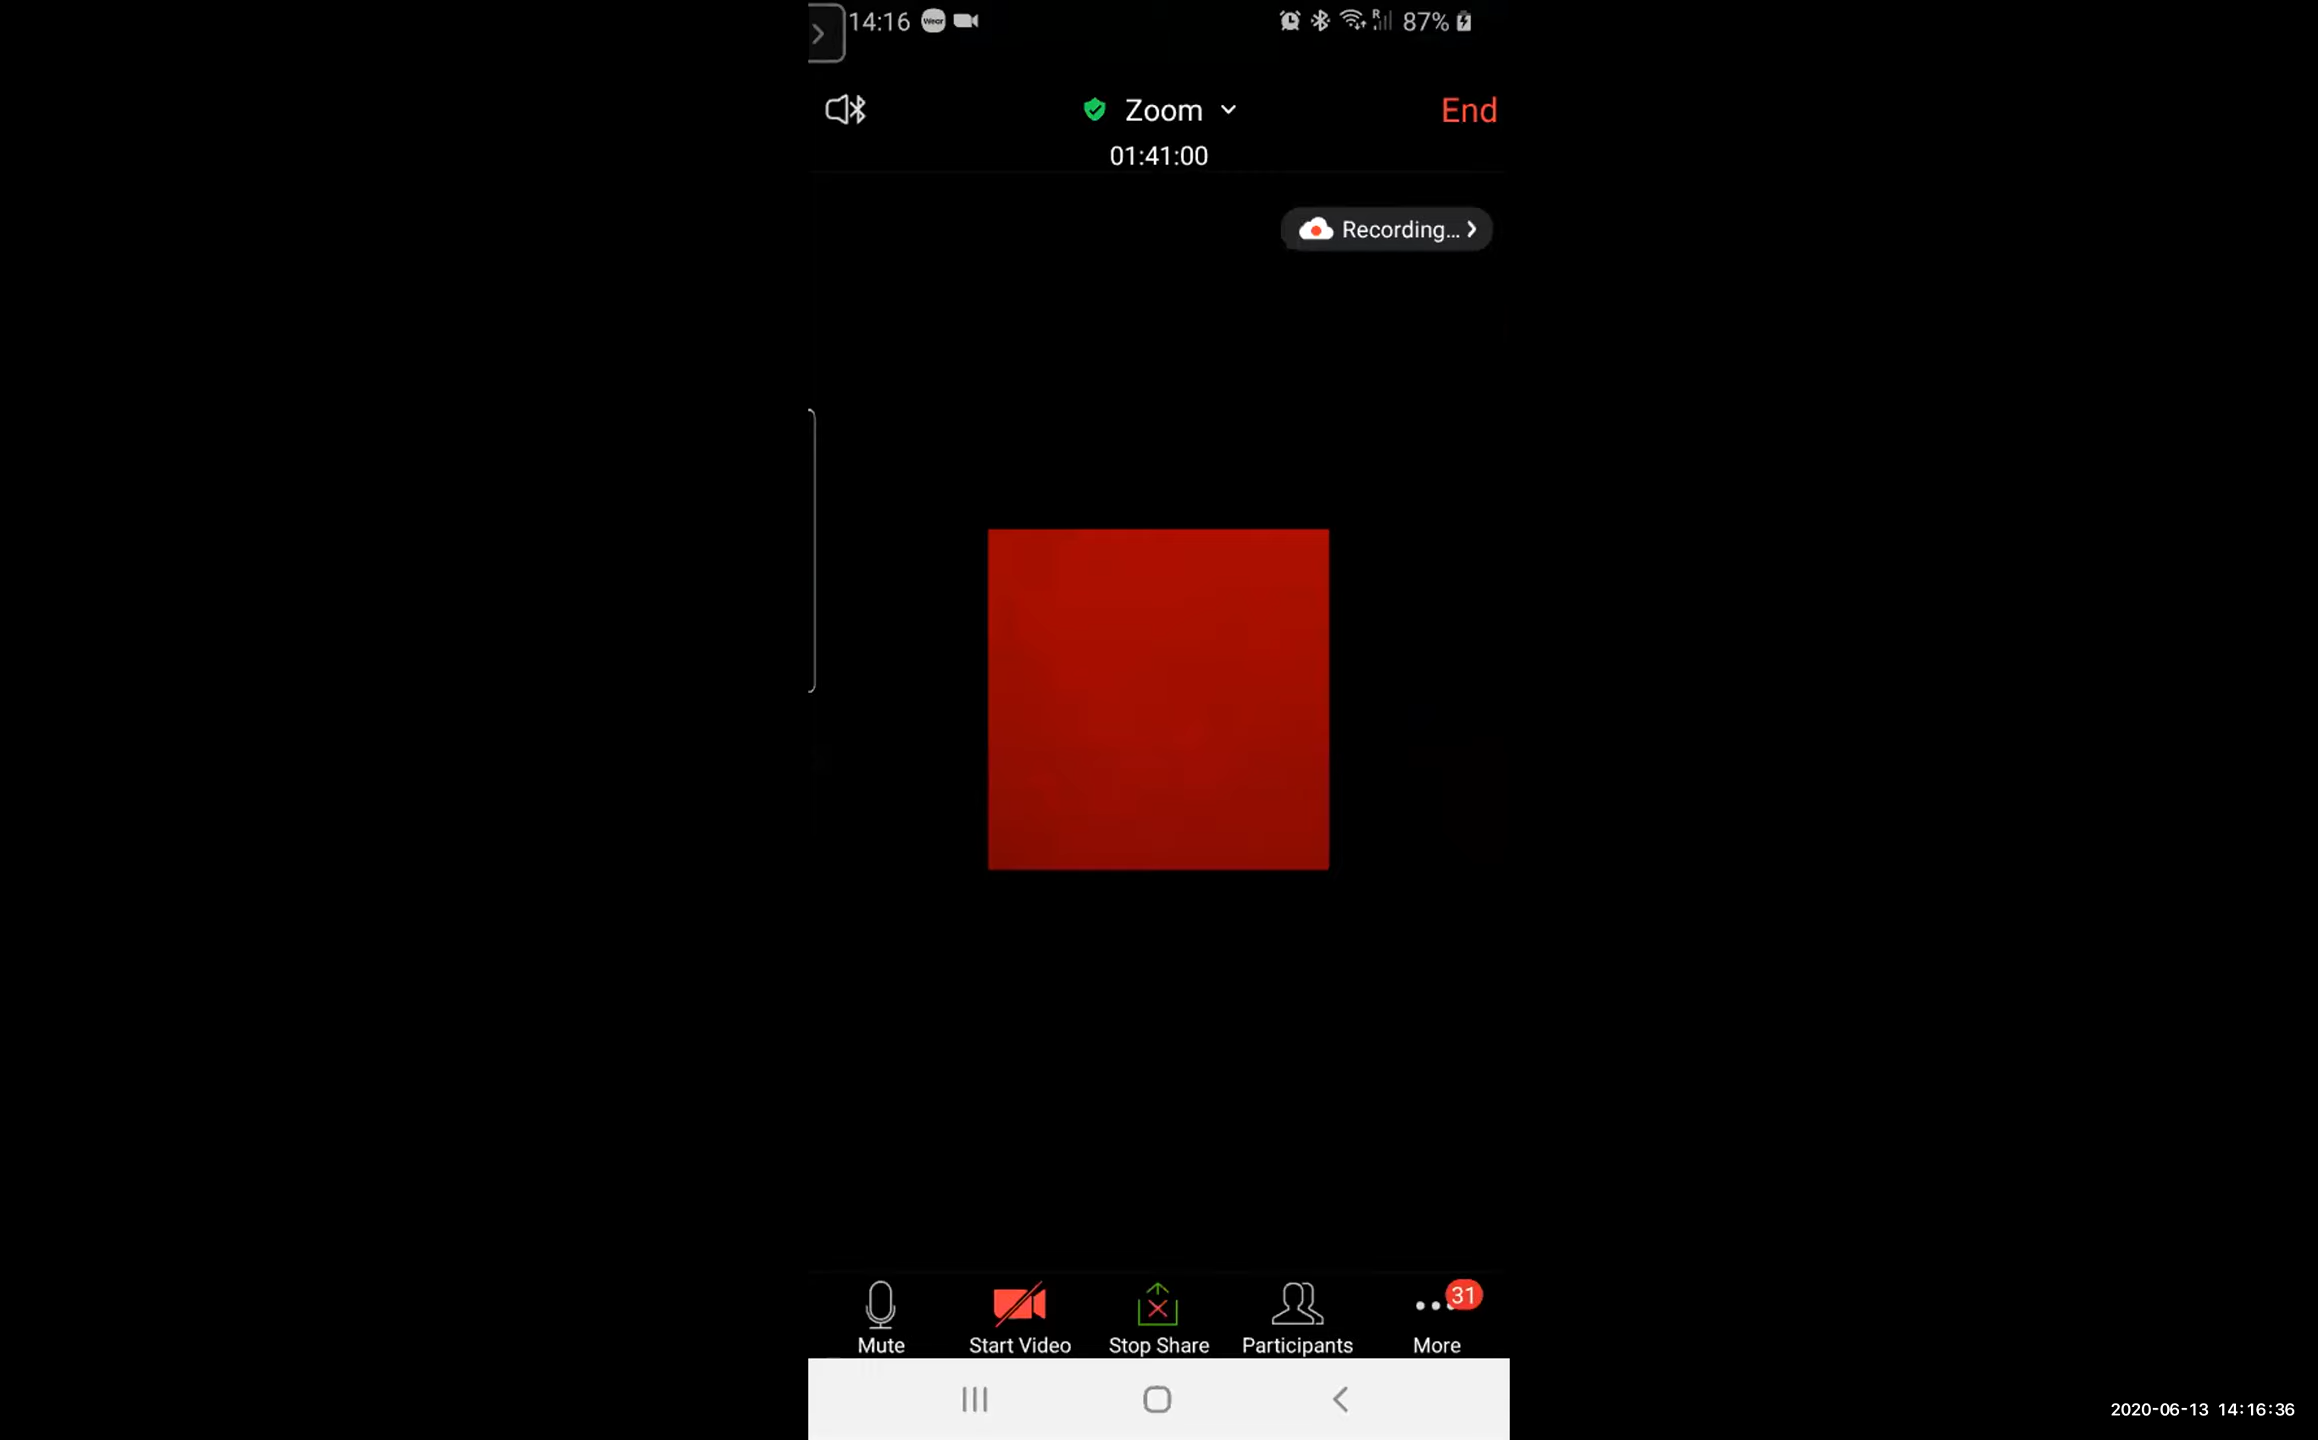 14:16 Wear 87%
Zoom End
01:41:00
Recording...
31
Mute Start Video Stop Share Participants More
2020-06-13 14:16:36